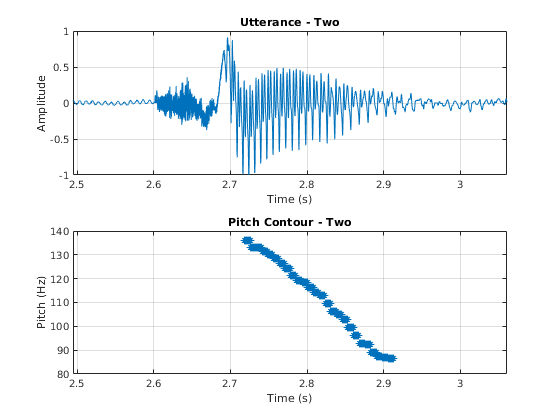 Utterance - Two
1
0.5
0
-0.5
-1
Amplitude
2.5 2.6 2.7 2.8 2.9 3
Time (s)
Pitch Contour - Two
140
130
120
110
100
90
80
Pitch (Hz)
2.5 2.6 2.7 2.8 2.9 3
Time (s)